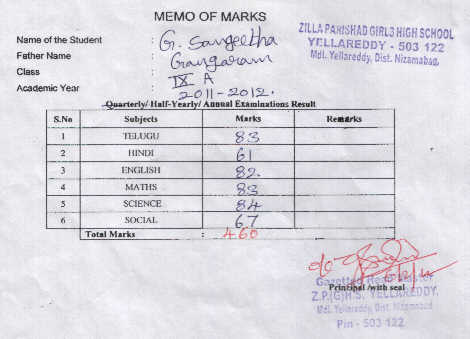 MEMO OF MARKS
ZILLA PARISHAD GIRLS HIGH SCHOOL
YELLAREDDY - 503 122
Mdl. Yellareddy, Dist. Nizamabad.
Name of the Student : G. Sangeetha
Father Name : Gangaram
Class : IX A
Academic Year : 2011-2012.
Quarterly/ Half-Yearly/ Annual Examinations Result
S.No Subjects Marks Remarks
1 TELUGU 83
2 HINDI 61
3 ENGLISH 82.
4 MATHS 83
5 SCIENCE 84
6 SOCIAL 67
Total Marks : 460
Gazetted Head Master
Principal /with seal
Z.P.(G)H.S. YELLAREDDY,
Mdl. Yellareddy, Dist. Nizamabad
Pin - 503 122